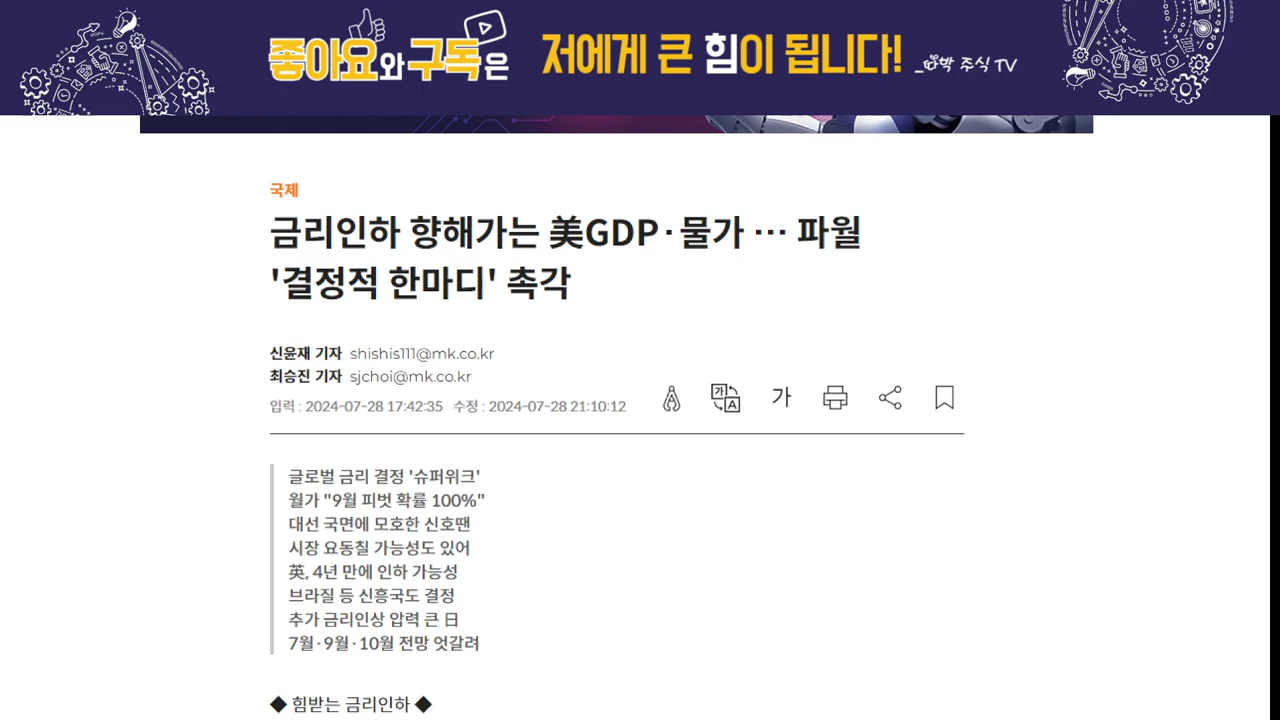 좋아요와 구독은 저에게 큰 힘이 됩니다! 박 주식 TV
국제
금리인하 향해가는 美GDP·물가 … 파월
'결정적 한마디' 촉각
신윤재 기자 shishis111@mk.co.kr
최승진 기자 sjchoi@mk.co.kr
입력 : 2024-07-28 17:42:35 수정 : 2024-07-28 21:10:12
가 A 가
글로벌 금리 결정 '슈퍼위크'
월가 "9월 피벗 확률 100%"
대선 국면에 모호한 신호땐
시장 요동칠 가능성도 있어
英, 4년 만에 인하 가능성
브라질 등 신흥국도 결정
추가 금리인상 압력 큰 日
7월·9월·10월 전망 엇갈려
◆ 힘받는 금리인하 ◆